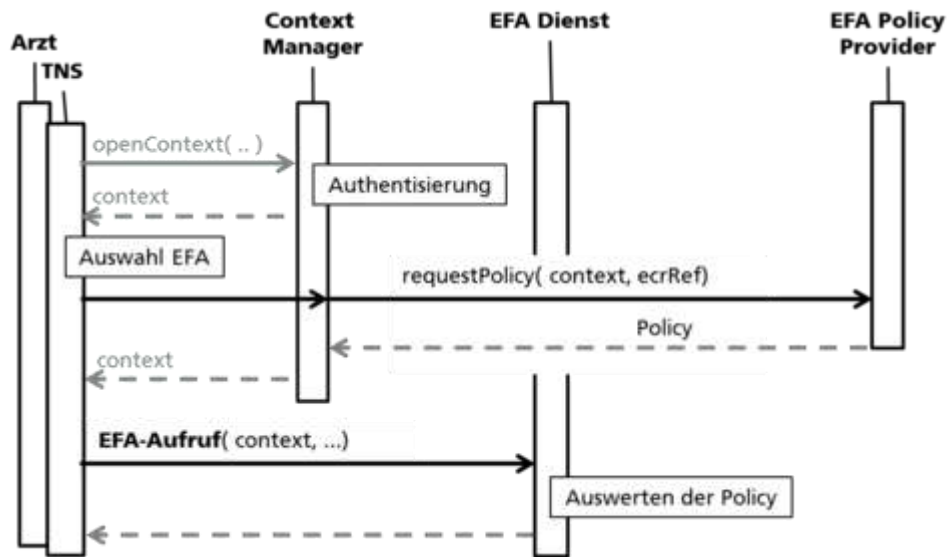 Arzt
TNS
Context
Manager
EFA Dienst
EFA Policy
Provider
openContext( .. )
Authentisierung
context
Auswahl EFA
requestPolicy( context, ecrRef)
Policy
context
EFA-Aufruf( context, ...)
Auswerten der Policy